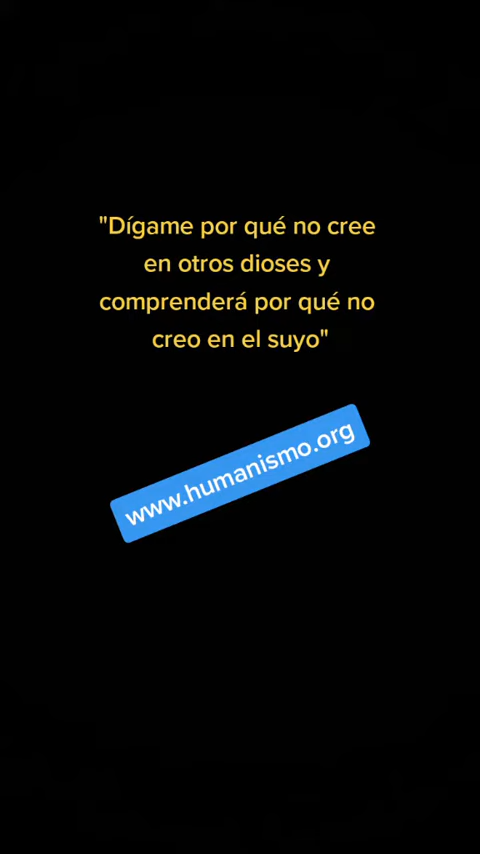 "Dígame por qué no cree
en otros dioses y
comprenderá por qué no
creo en el suyo"
www.humanismo.org